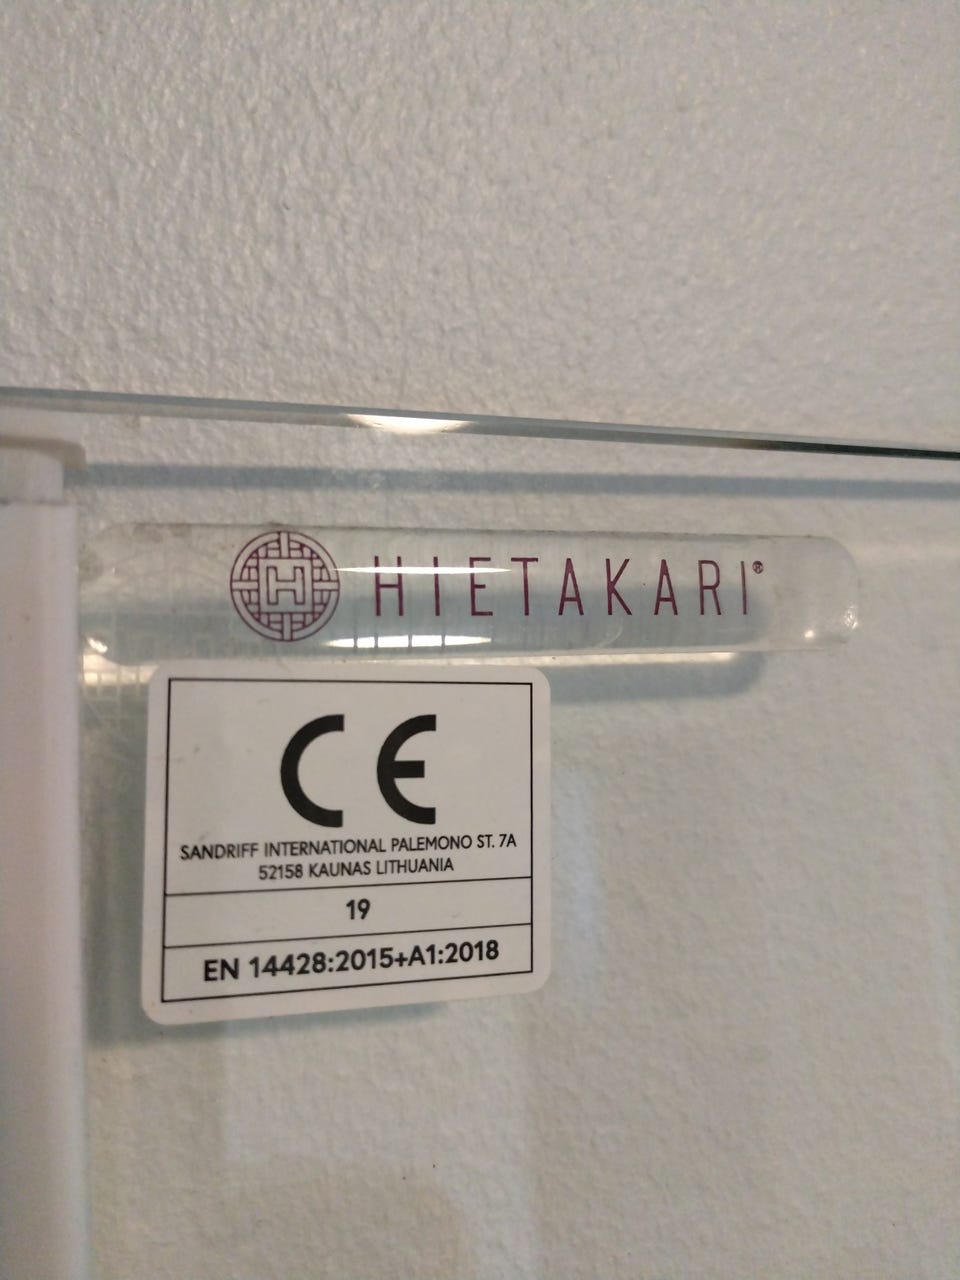 HIETAKARI®
CE
SANDRIFF INTERNATIONAL PALEMONO ST. 7A
52158 KAUNAS LITHUANIA
19
EN 14428:2015+A1:2018